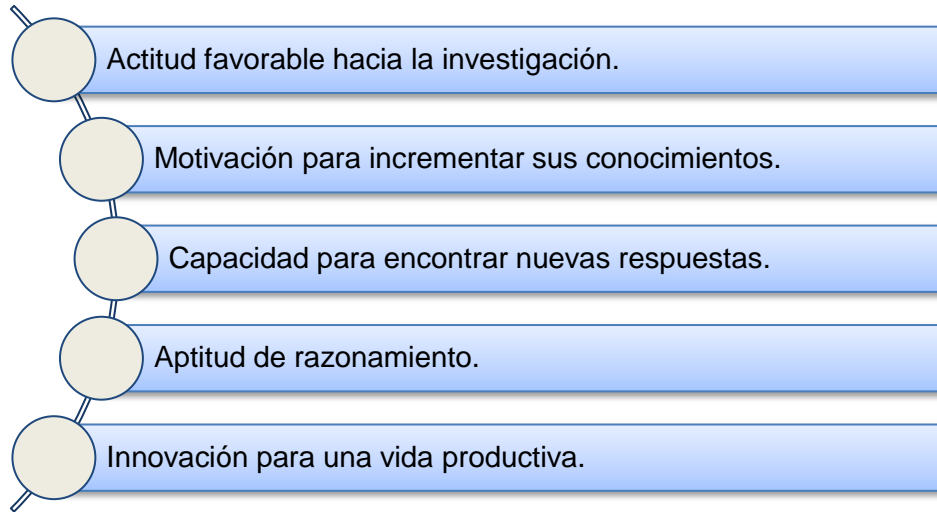 Actitud favorable hacia la investigación.
Motivación para incrementar sus conocimientos.
Capacidad para encontrar nuevas respuestas.
Aptitud de razonamiento.
Innovación para una vida productiva.